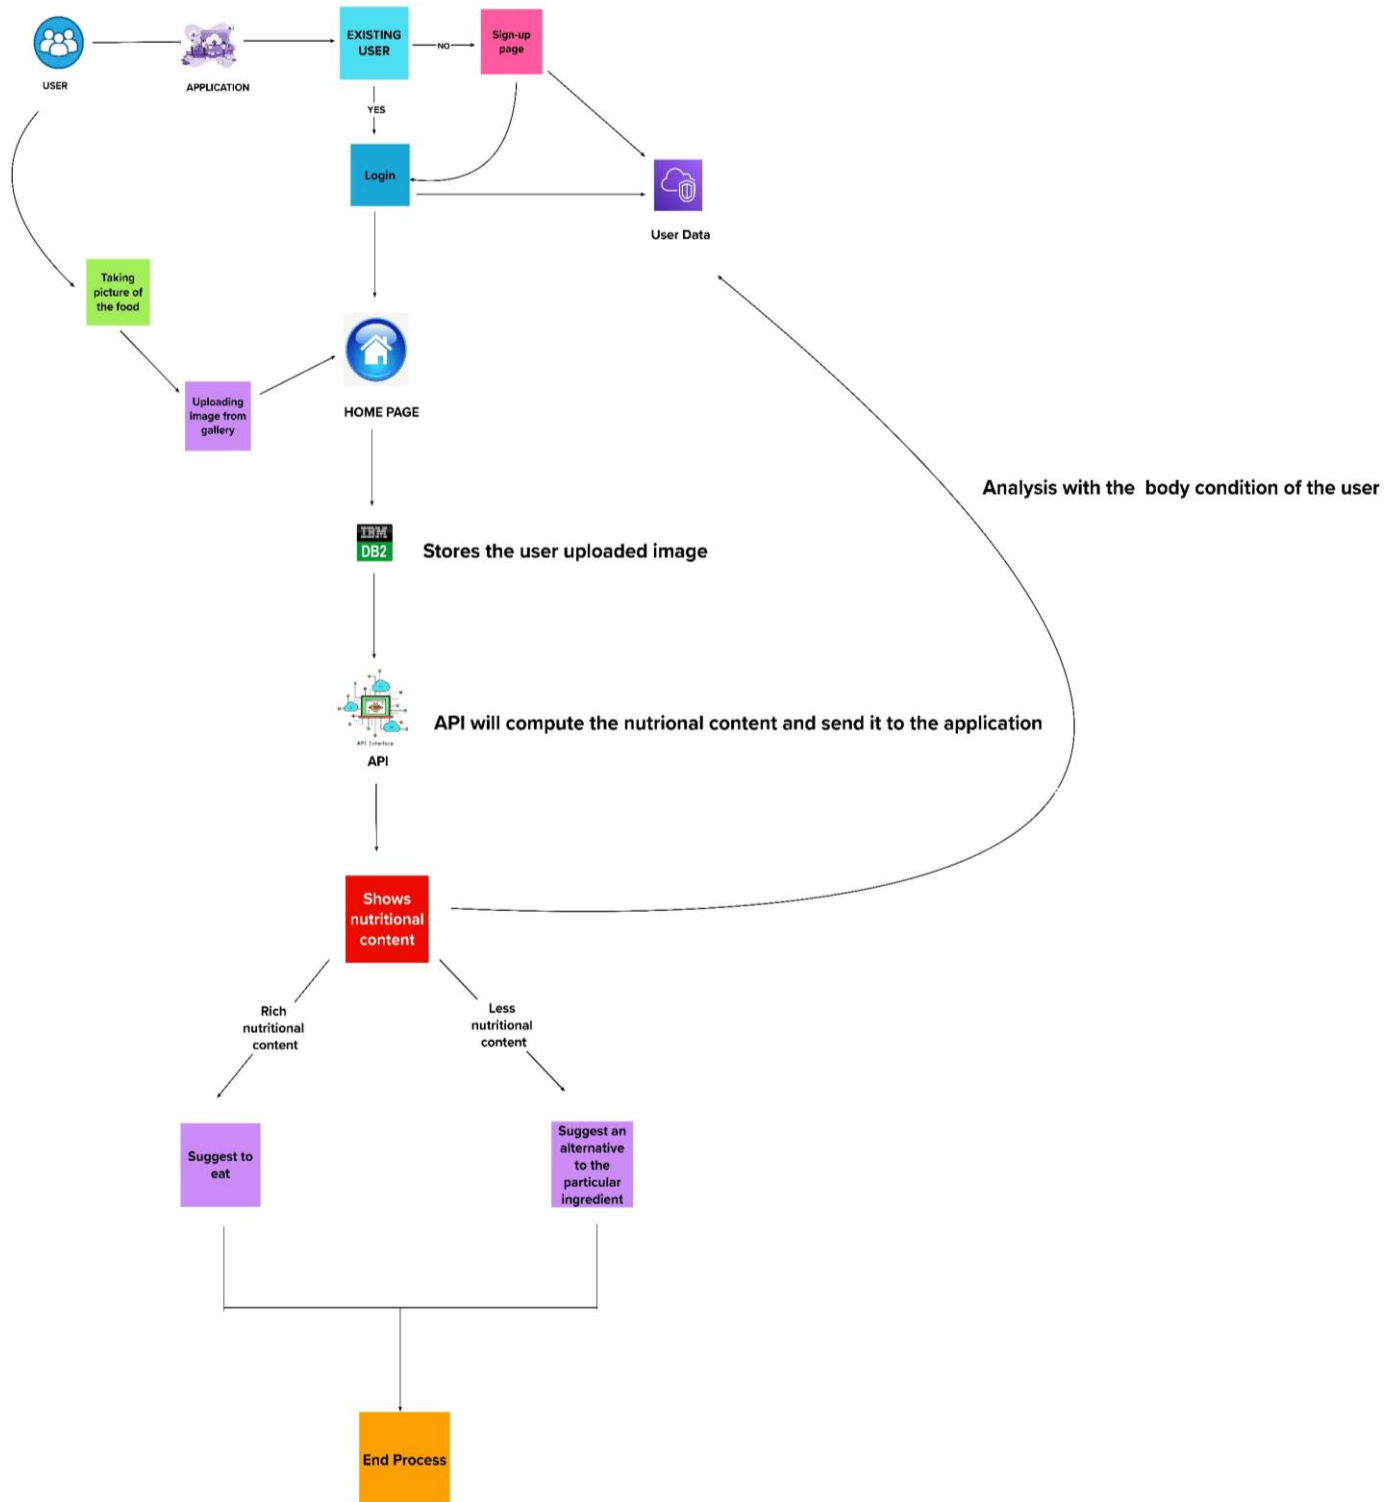 USER
APPLICATION
EXISTING
USER
NO
Sign-up
page
YES
Login
User Data
Taking
picture of
the food
Uploading
image from
gallery
HOME PAGE
Analysis with the body condition of the user
IBM
DB2
Stores the user uploaded image
API will compute the nutrional content and send it to the application
API Interface
API
Shows
nutritional
content
Rich
nutritional
content
Less
nutritional
content
Suggest to
eat
Suggest an
alternative
to the
particular
ingredient
End Process